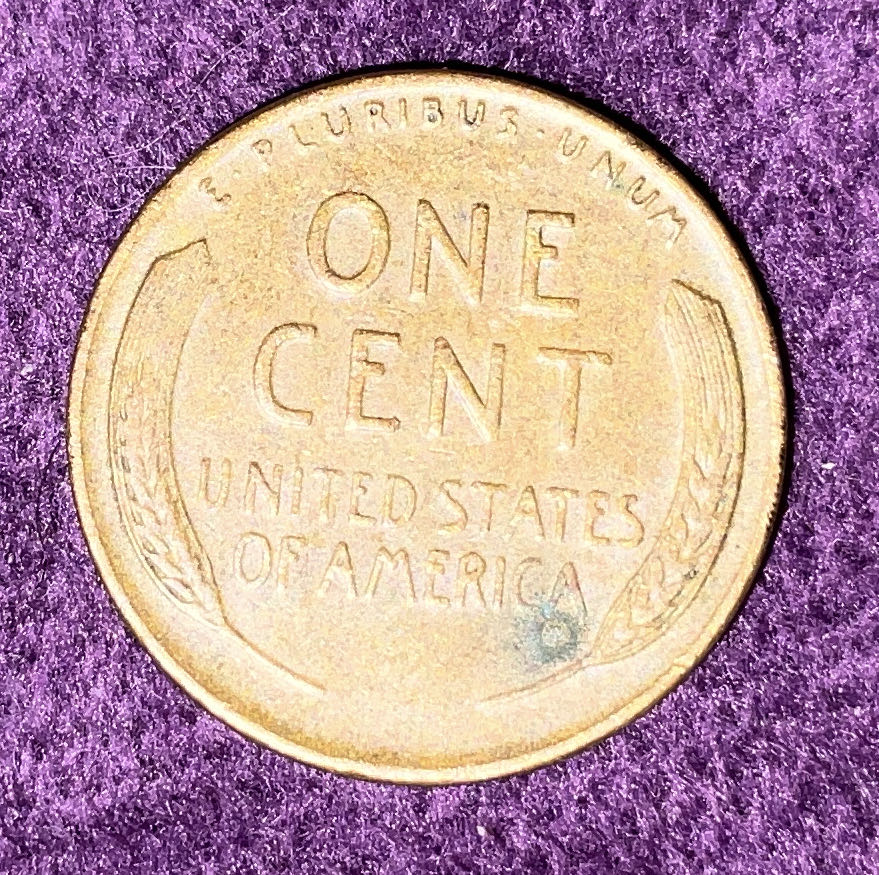 E·PLURIBUS·UNUM
ONE
CENT
UNITED STATES
OF AMERICA